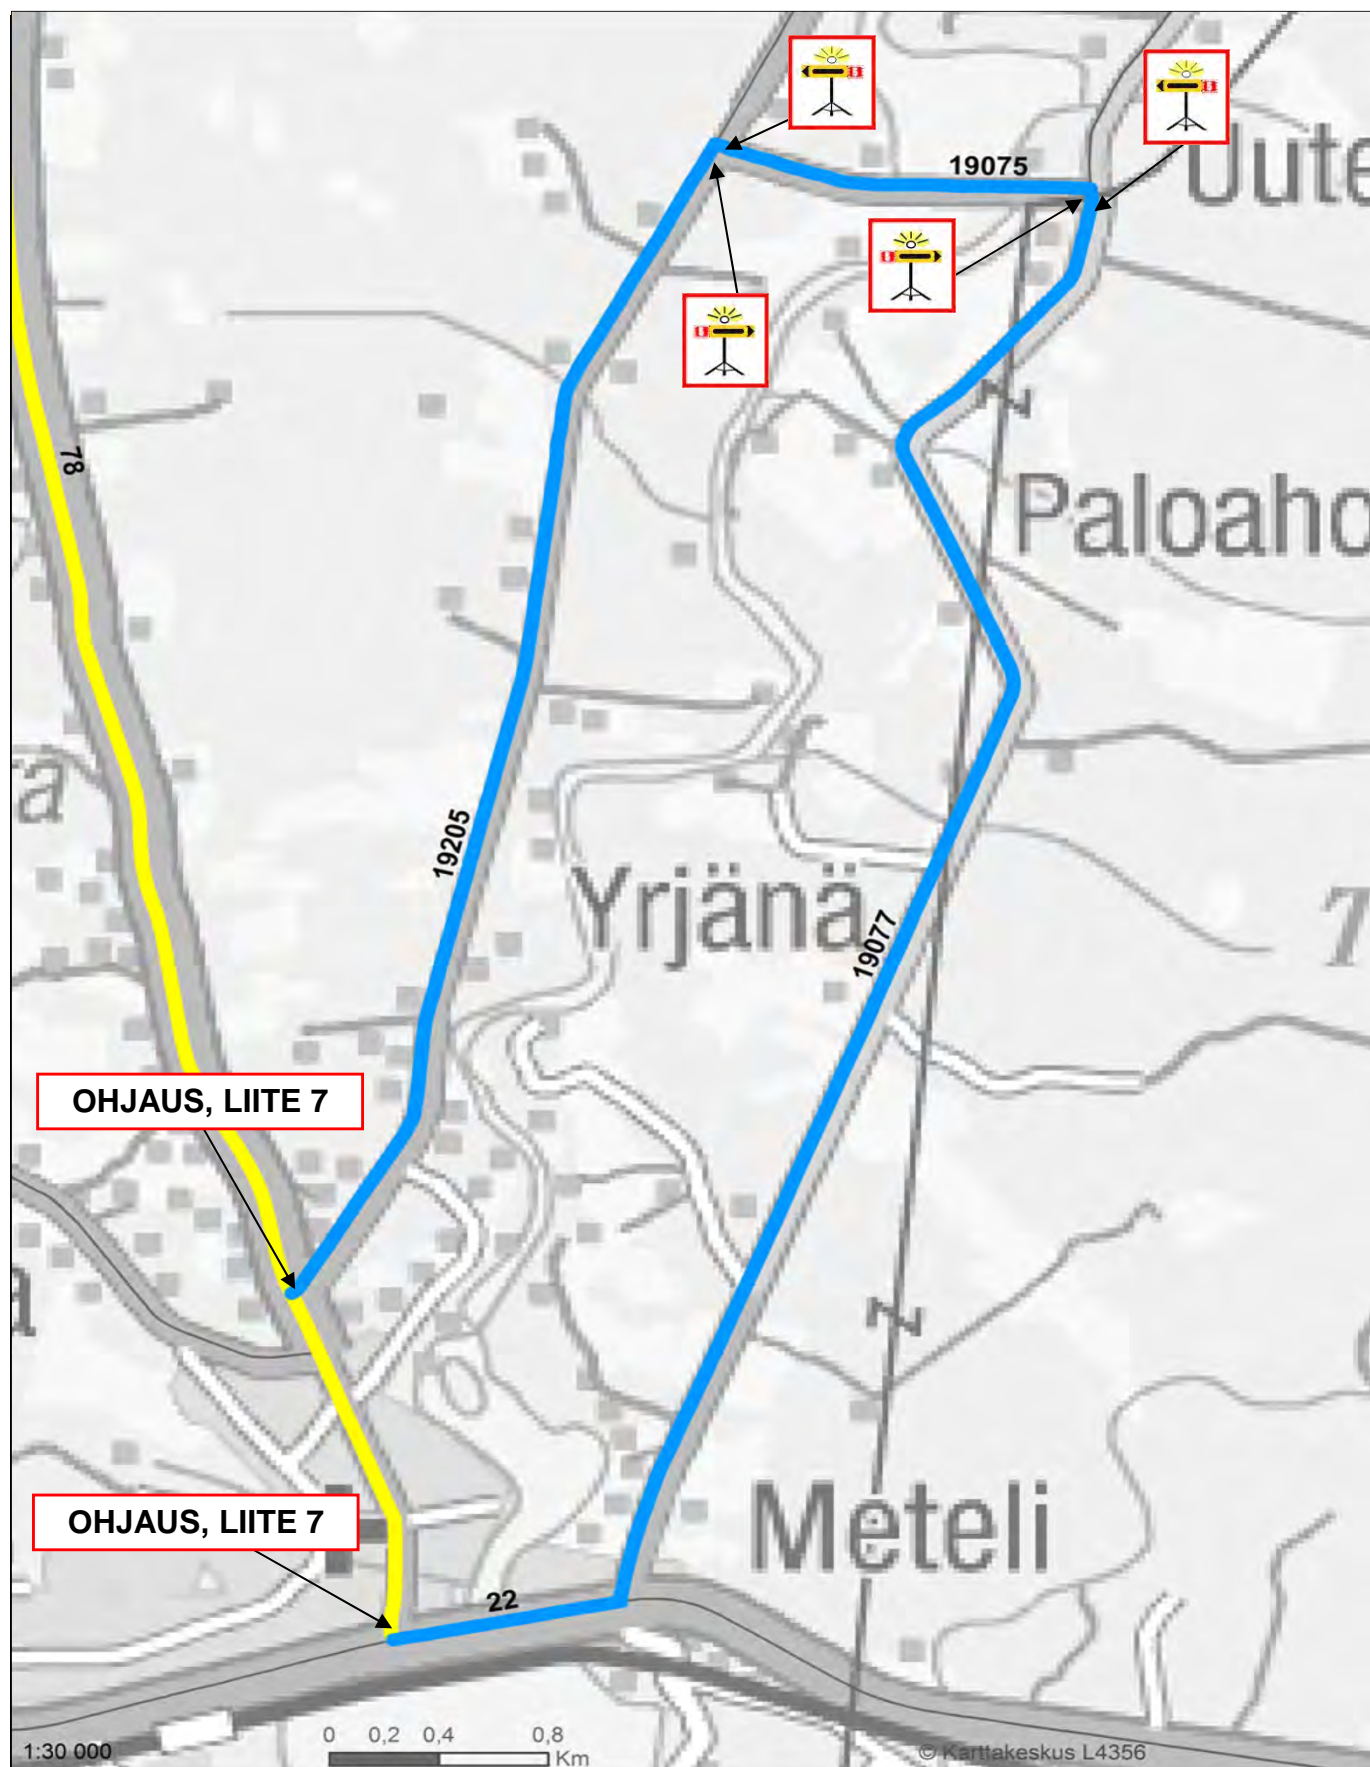 19075
Uute
78
Paloaho
ra
19205
Yrjänä
19077
T
OHJAUS, LIITE 7
a
OHJAUS, LIITE 7
Meteli
22
0 0,2 0,4 0,8
Km
1:30 000
© Karttakeskus L4356